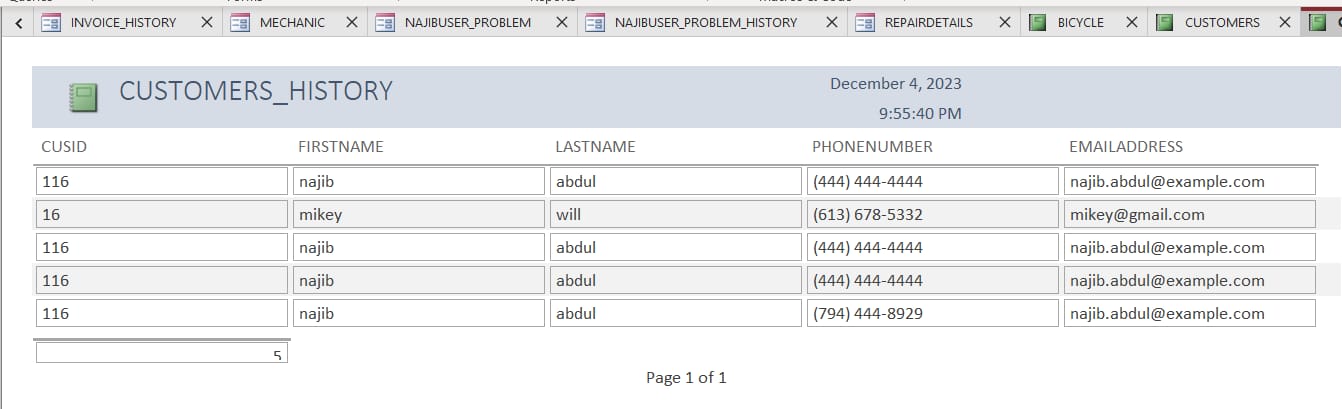 INVOICE_HISTORY MECHANIC NAJIBUSER_PROBLEM NAJIBUSER_PROBLEM_HISTORY REPAIRDETAILS BICYCLE CUSTOMERS
CUSTOMERS_HISTORY
December 4, 2023
9:55:40 PM
CUSID FIRSTNAME LASTNAME PHONENUMBER EMAILADDRESS
116 najib abdul (444) 444-4444 najib.abdul@example.com
16 mikey will (613) 678-5332 mikey@gmail.com
116 najib abdul (444) 444-4444 najib.abdul@example.com
116 najib abdul (444) 444-4444 najib.abdul@example.com
116 najib abdul (794) 444-8929 najib.abdul@example.com
5
Page 1 of 1